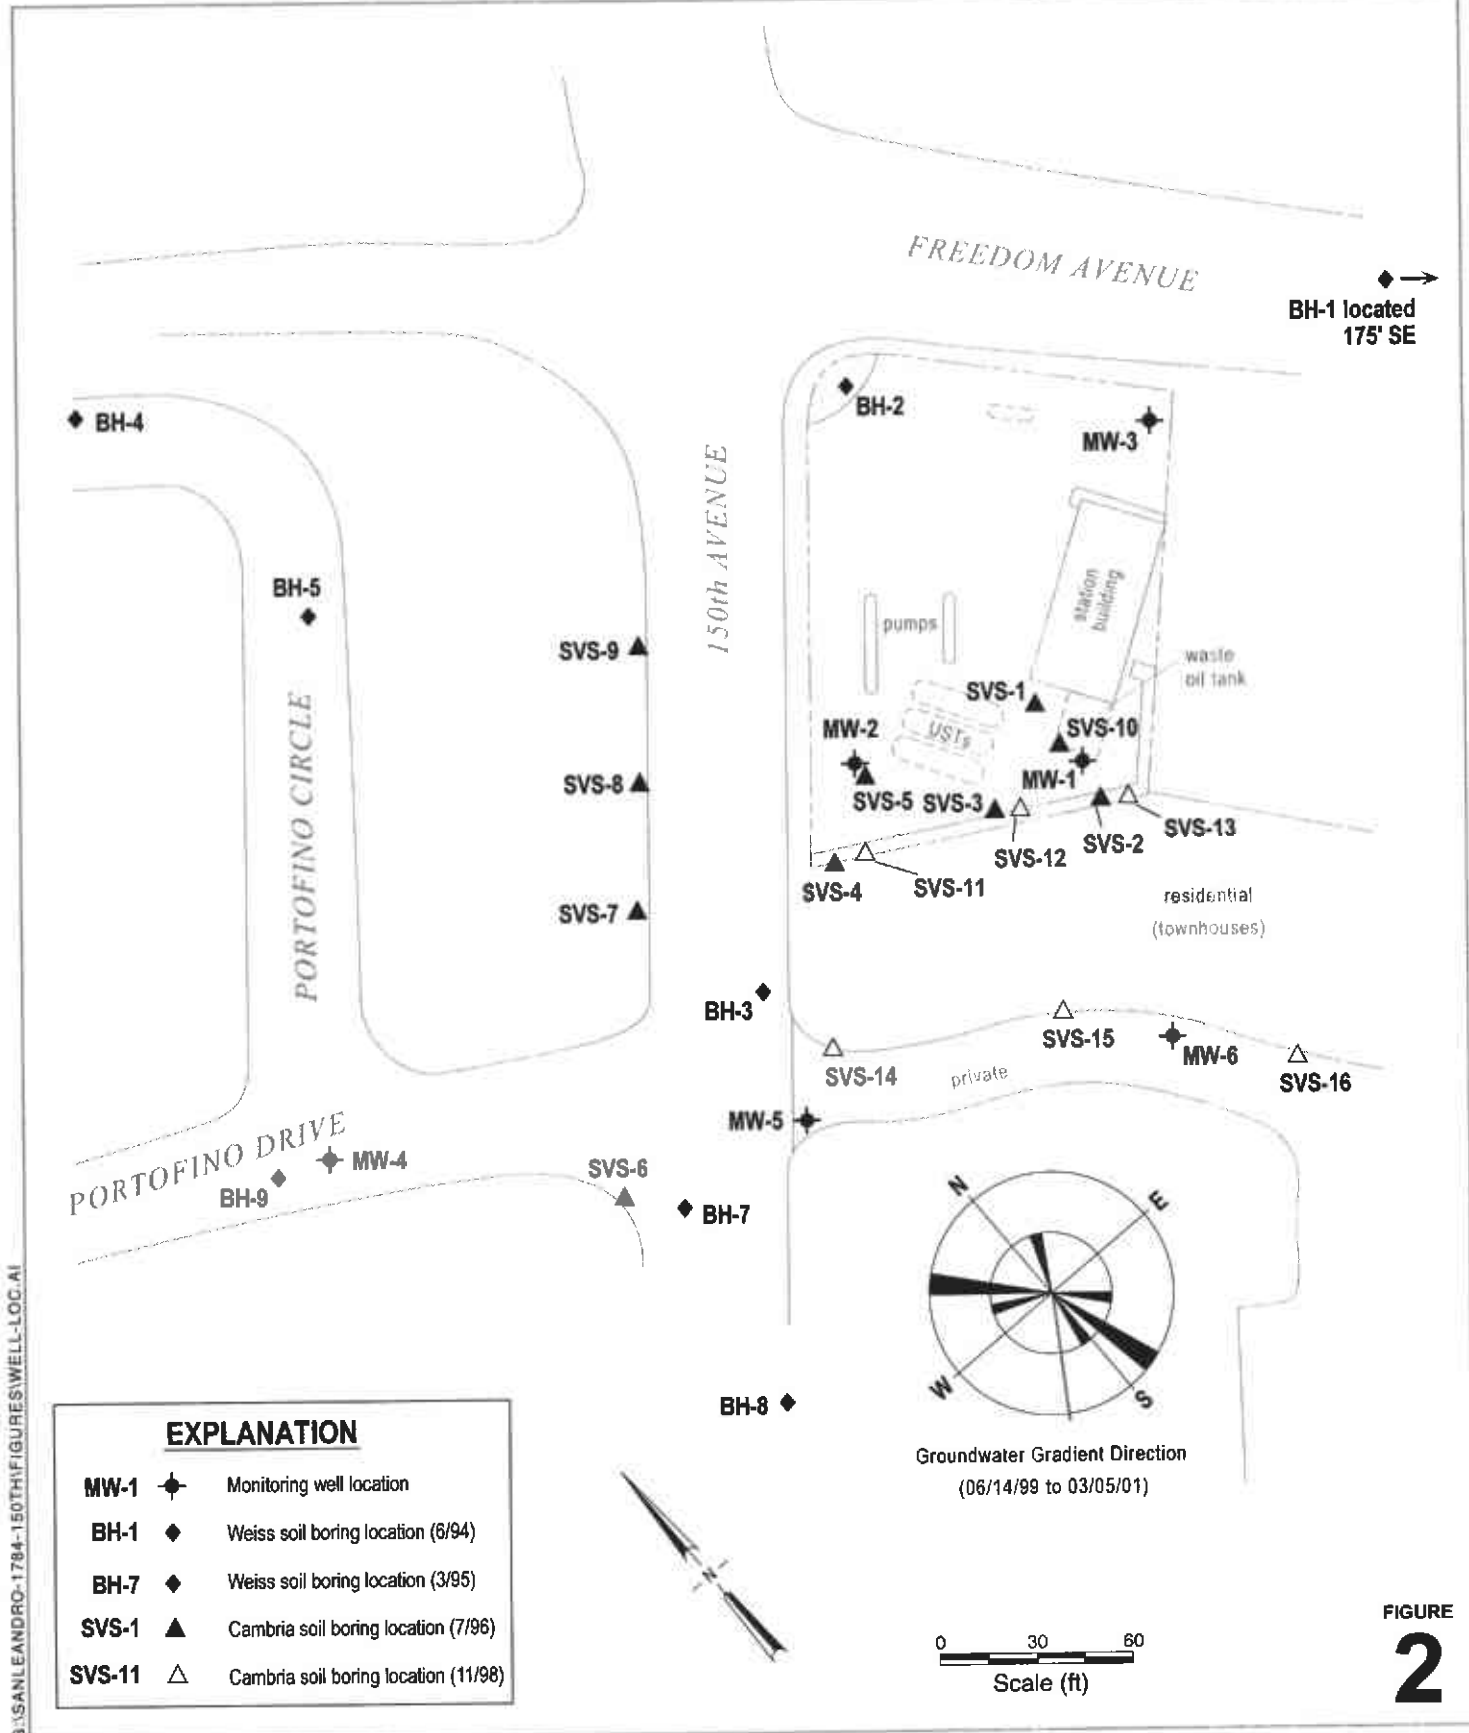 FREEDOM AVENUE
BH-1 located
175' SE
BH-2
BH-4
MW-3
150th AVENUE
BH-5
station
building
pumps
SVS-9
waste
oil tank
SVS-1
PORTOFINO CIRCLE
MW-2
USTs
SVS-10
MW-1
SVS-8
SVS-5
SVS-3
SVS-13
SVS-12
SVS-2
SVS-4
SVS-11
residential
(townhouses)
SVS-7
BH-3
SVS-15
MW-6
SVS-14
private
SVS-16
MW-5
PORTOFINO DRIVE
MW-4
BH-9
SVS-6
BH-7
N
E
W
S
BH-8
Groundwater Gradient Direction
(06/14/99 to 03/05/01)
EXPLANATION
MW-1 Monitoring well location
BH-1 Weiss soil boring location (6/94)
BH-7 Weiss soil boring location (3/95)
SVS-1 Cambria soil boring location (7/96)
SVS-11 Cambria soil boring location (11/98)
N
0 30 60
Scale (ft)
FIGURE
2
:\SANLEANDRO-1784-150TH\FIGURES\WELL-LOC.AI